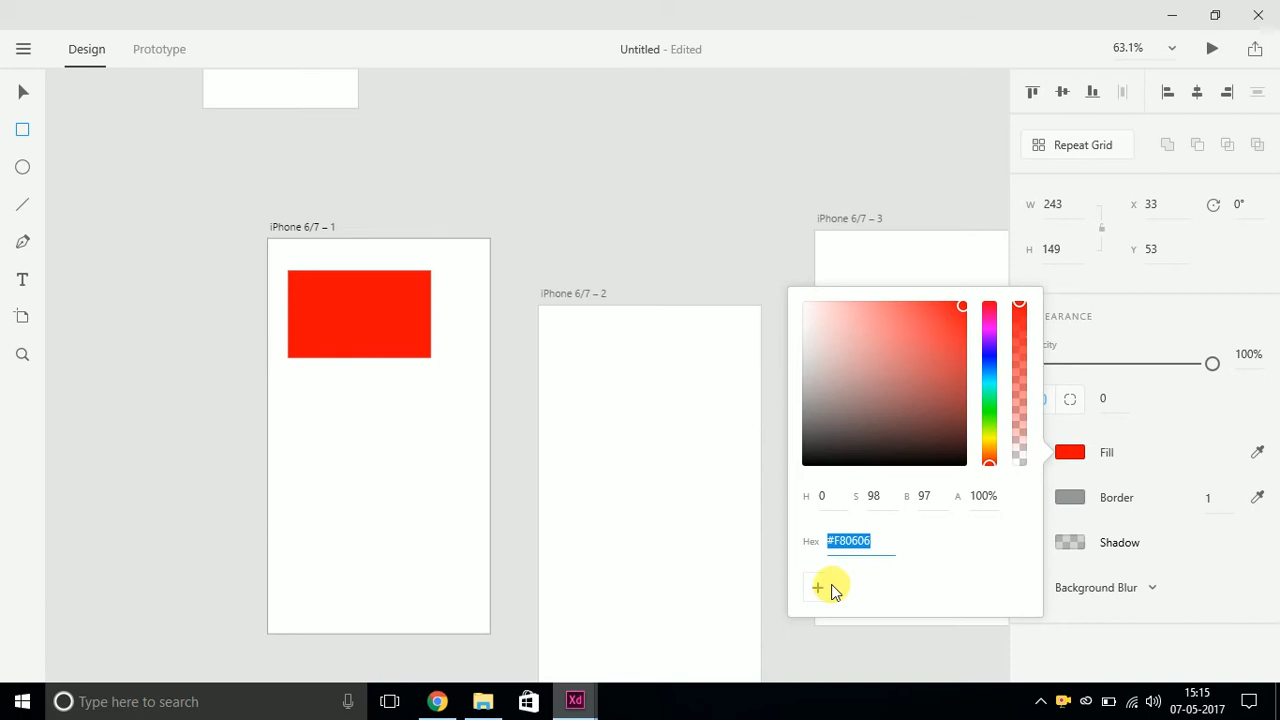 Design
Prototype
Untitled - Edited
63.1%
Repeat Grid
W 243
X 33
0°
H 149
Y 53
iPhone 6/7 – 1
iPhone 6/7 – 2
iPhone 6/7 – 3
EARANCE
city
100%
0
Fill
Border
1
Shadow
Background Blur
H 0 S 98 B 97 A 100%
Hex #F80606
+
T
Type here to search
Xd
15:15
07-05-2017